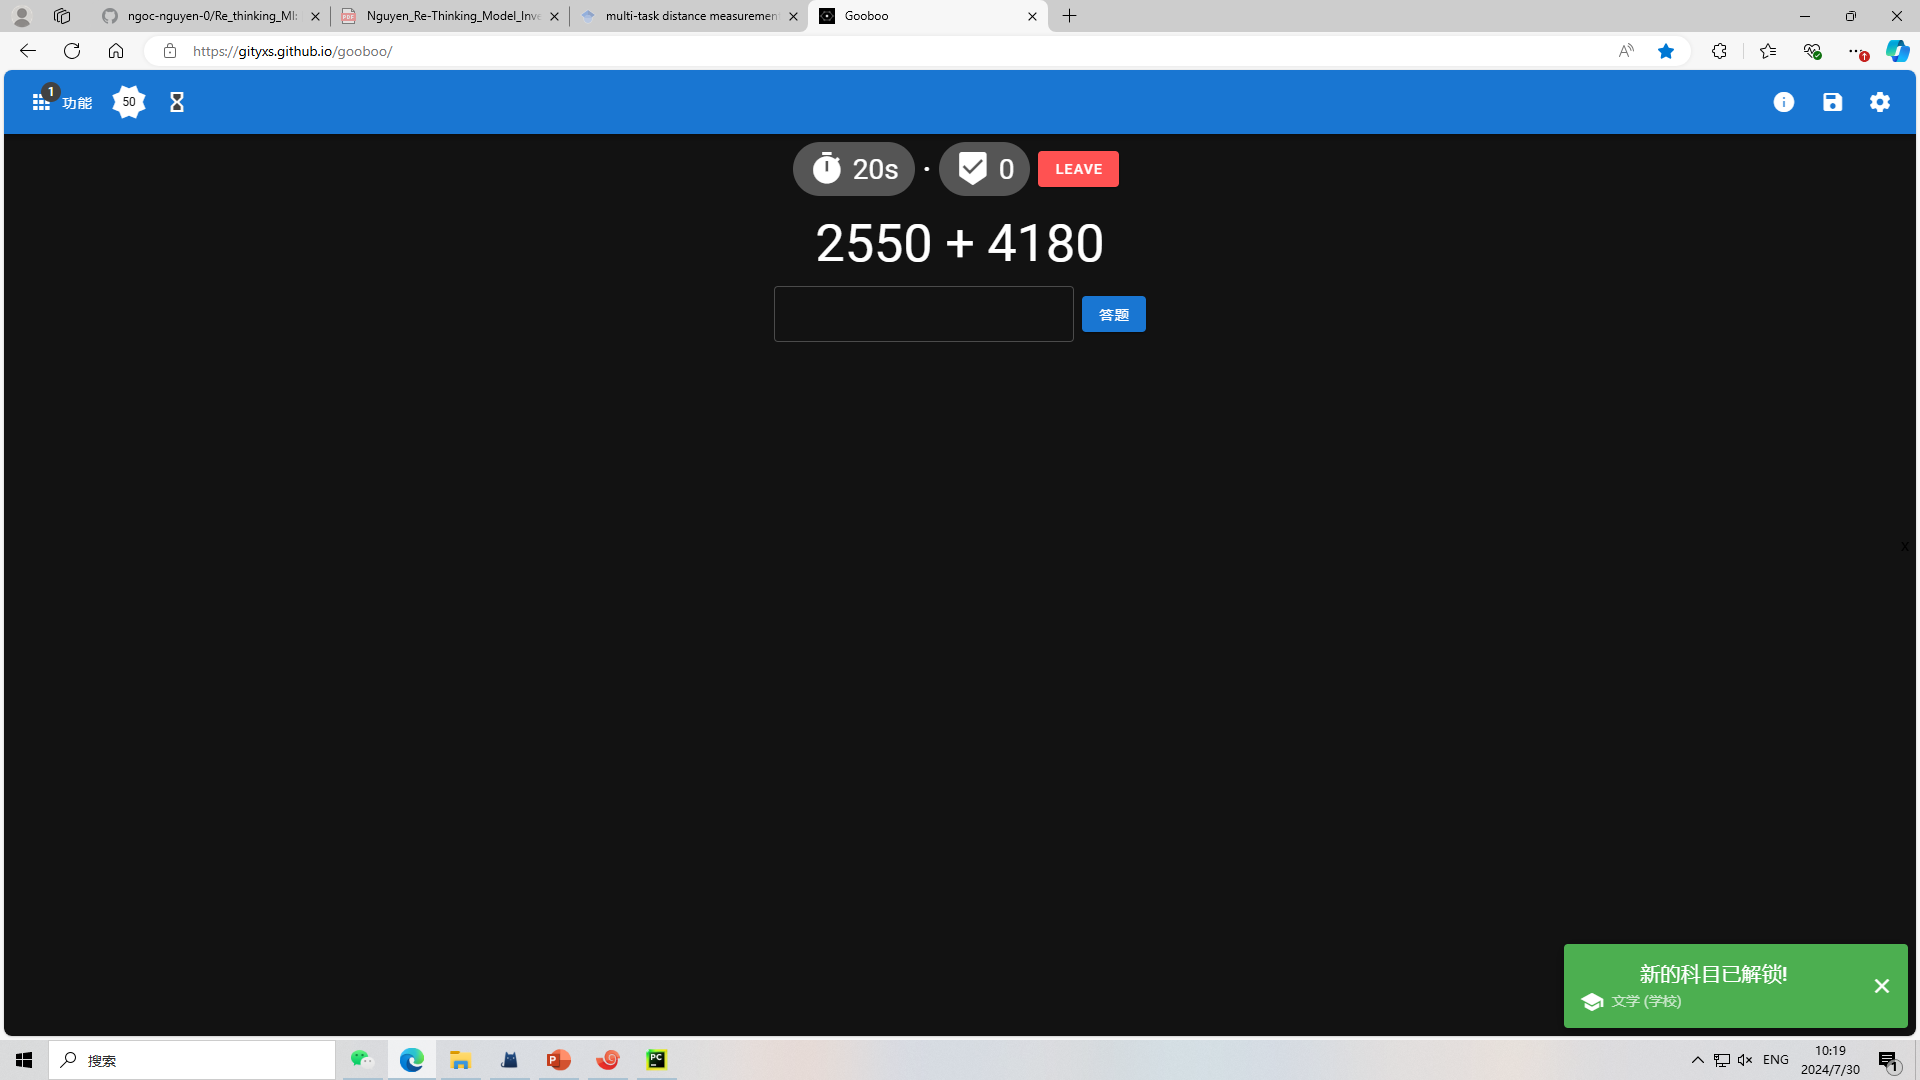 ngoc-nguyen-0/Re_thinking_MI:
Nguyen_Re-Thinking_Model_Inve
multi-task distance measurement
Gooboo
https://gityxs.github.io/gooboo/
1
功能
50
20s · 0 LEAVE
2550 + 4180
答题
x
新的科目已解锁!
文学 (学校)
搜索
ENG
10:19
2024/7/30
1